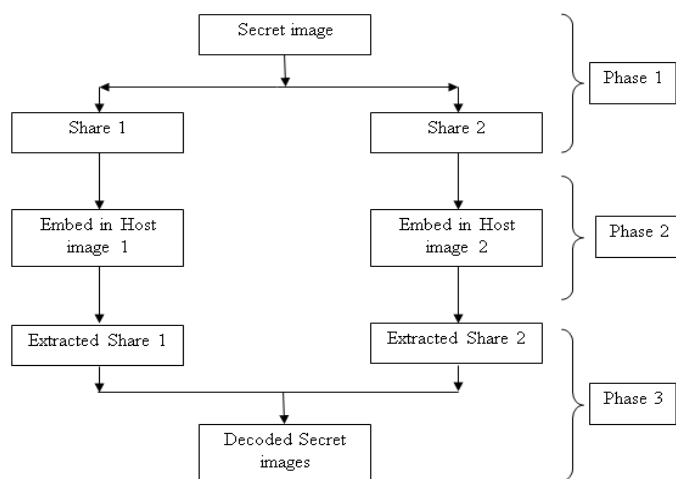 Secret image
Phase 1
Share 1
Share 2
Embed in Host
image 1
Embed in Host
image 2
Phase 2
Extracted Share 1
Extracted Share 2
Phase 3
Decoded Secret
images